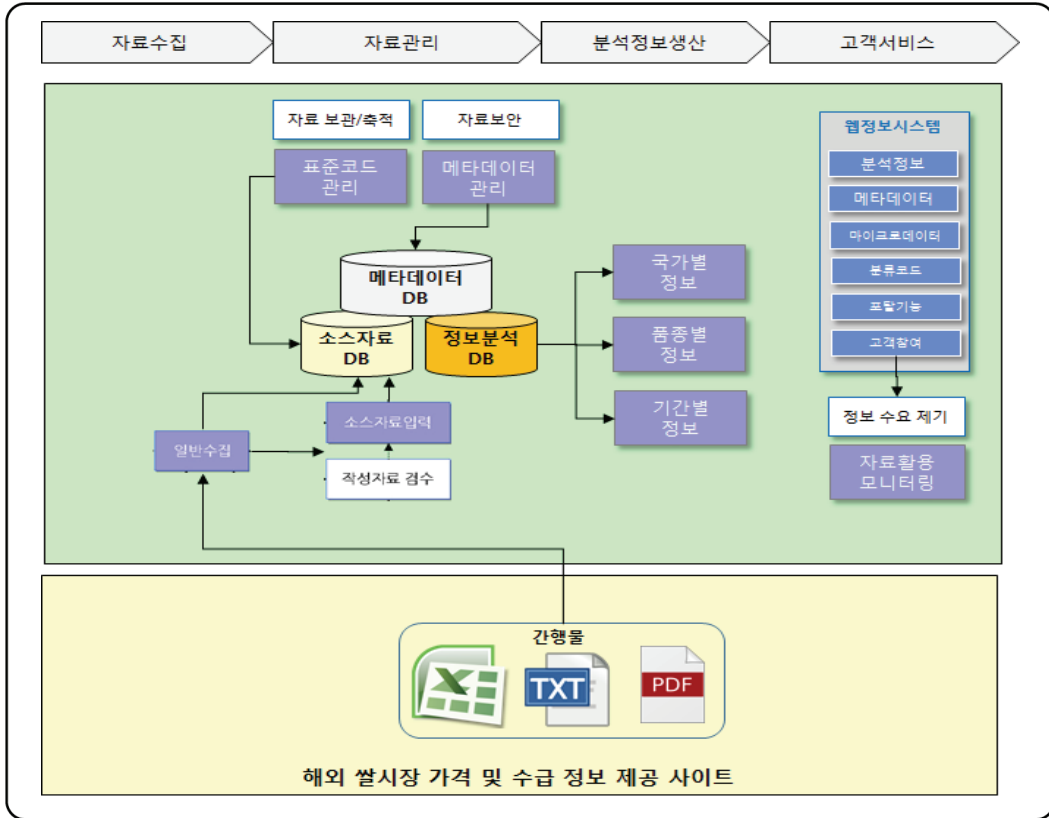 자료수집
자료관리
분석정보생산
고객서비스
자료 보관/축적
자료보안
표준코드
관리
메타데이터
관리
메타데이터
DB
소스자료
DB
정보분석
DB
국가별
정보
품종별
정보
기간별
정보
일반수집
소스자료입력
작성자료 검수
웹정보시스템
분석정보
메타데이터
마이크로데이터
분류코드
포탈기능
고객참여
정보 수요 제기
자료활용
모니터링
간행물
TXT
PDF
해외 쌀시장 가격 및 수급 정보 제공 사이트